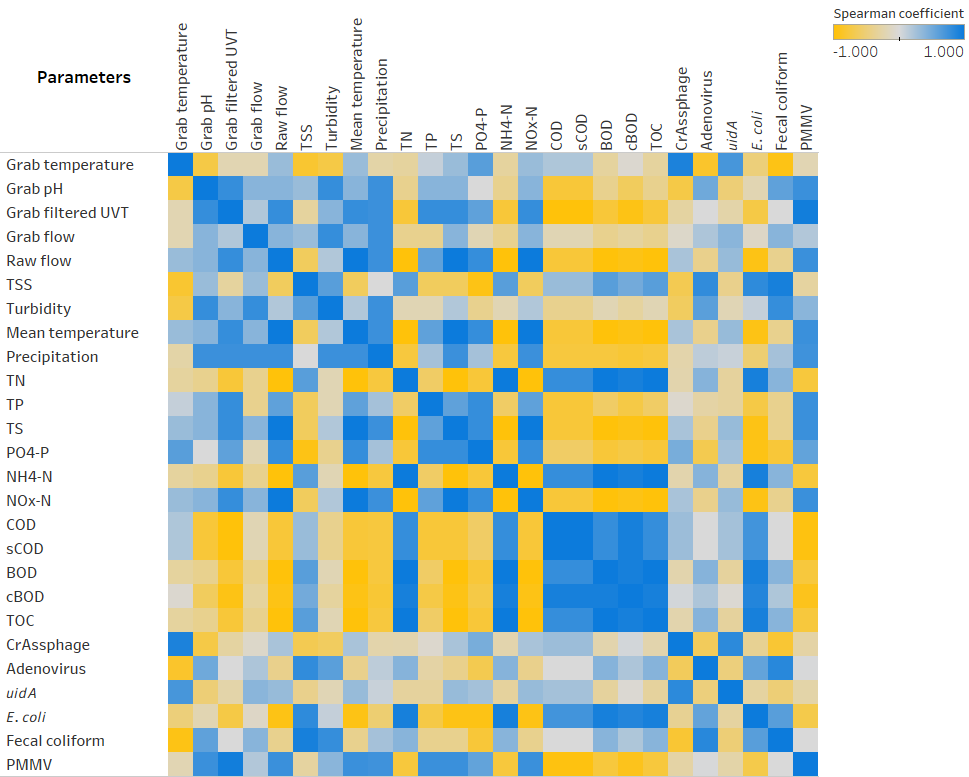 Spearman coefficient
-1.000 1.000
Parameters
Grab temperature
Grab pH
Grab filtered UVT
Grab flow
Raw flow
TSS
Turbidity
Mean temperature
Precipitation
TN
TP
TS
PO4-P
NH4-N
NOx-N
COD
sCOD
BOD
cBOD
TOC
CrAssphage
Adenovirus
uidA
E. coli
Fecal coliform
PMMV
Grab temperature
Grab pH
Grab filtered UVT
Grab flow
Raw flow
TSS
Turbidity
Mean temperature
Precipitation
TN
TP
TS
PO4-P
NH4-N
NOx-N
COD
sCOD
BOD
cBOD
TOC
CrAssphage
Adenovirus
uidA
E. coli
Fecal coliform
PMMV